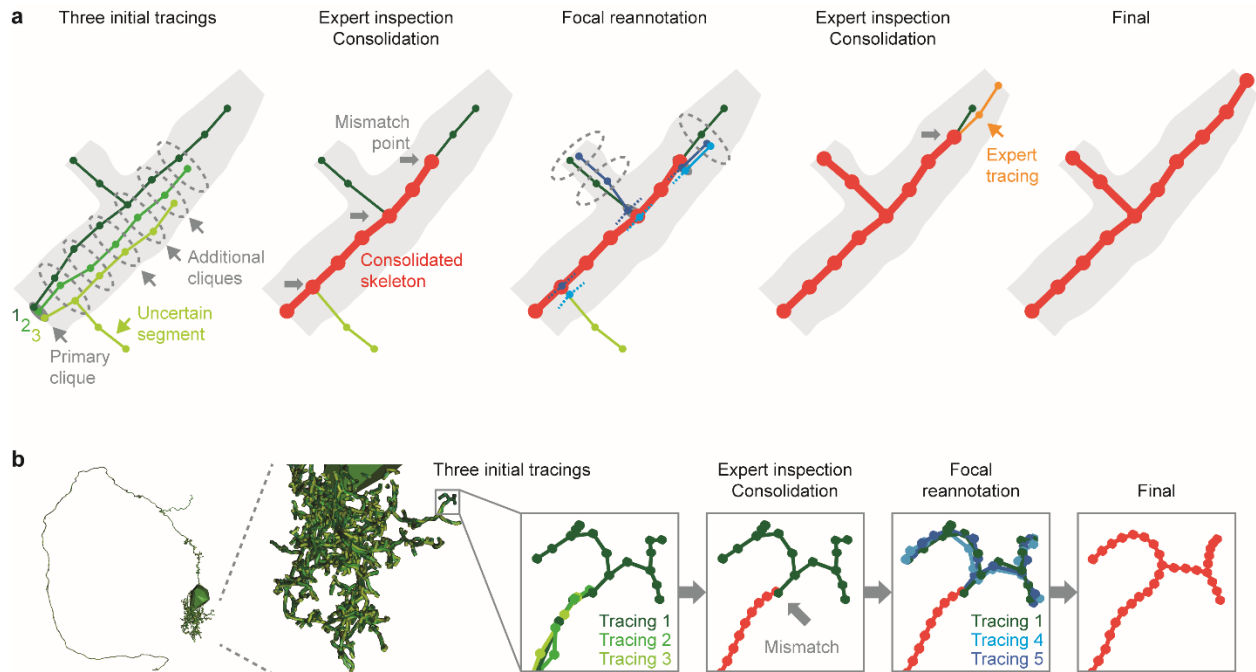 a
Three initial tracings
Expert inspection
Consolidation
Focal reannotation
Expert inspection
Consolidation
Final
Mismatch
point
Additional
cliques
Consolidated
skeleton
Expert
tracing
1
2
3
Uncertain
segment
Primary
clique
b
Three initial tracings
Expert inspection
Consolidation
Focal
reannotation
Final
Tracing 1
Tracing 2
Tracing 3
Mismatch
Tracing 1
Tracing 4
Tracing 5